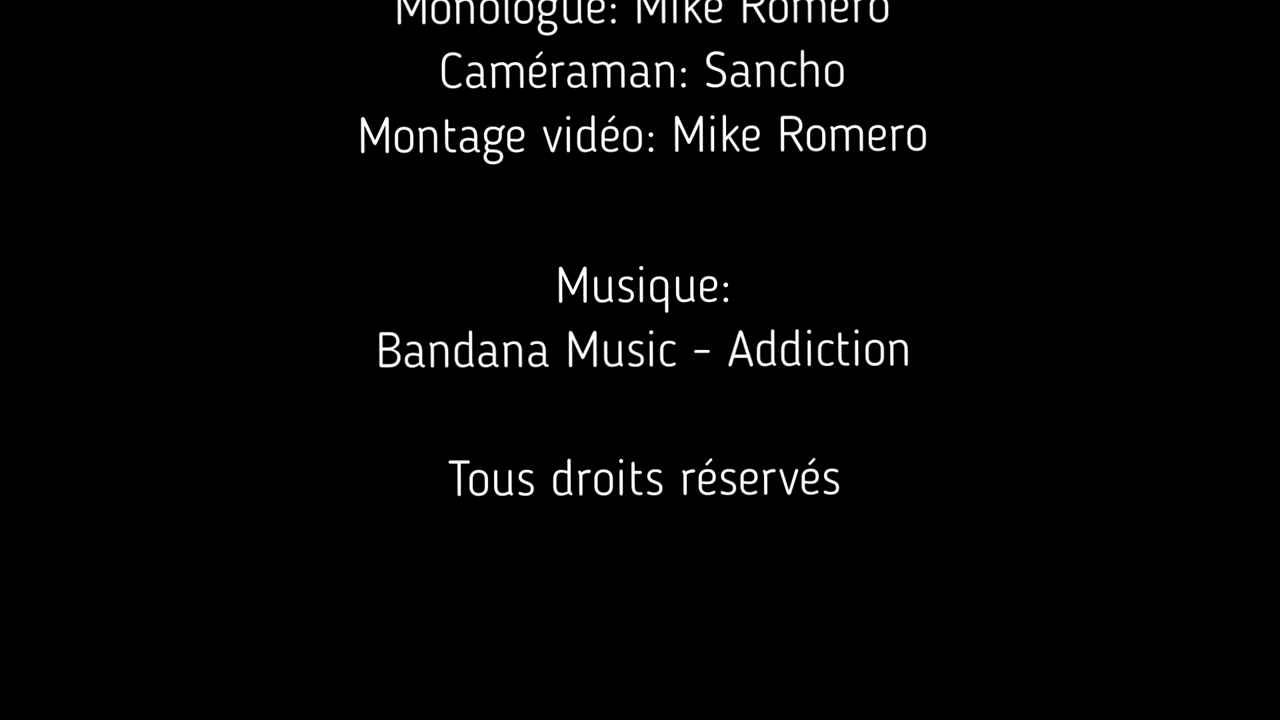 Monologue: Mike Romero
Caméraman: Sancho
Montage vidéo: Mike Romero
Musique:
Bandana Music - Addiction
Tous droits réservés